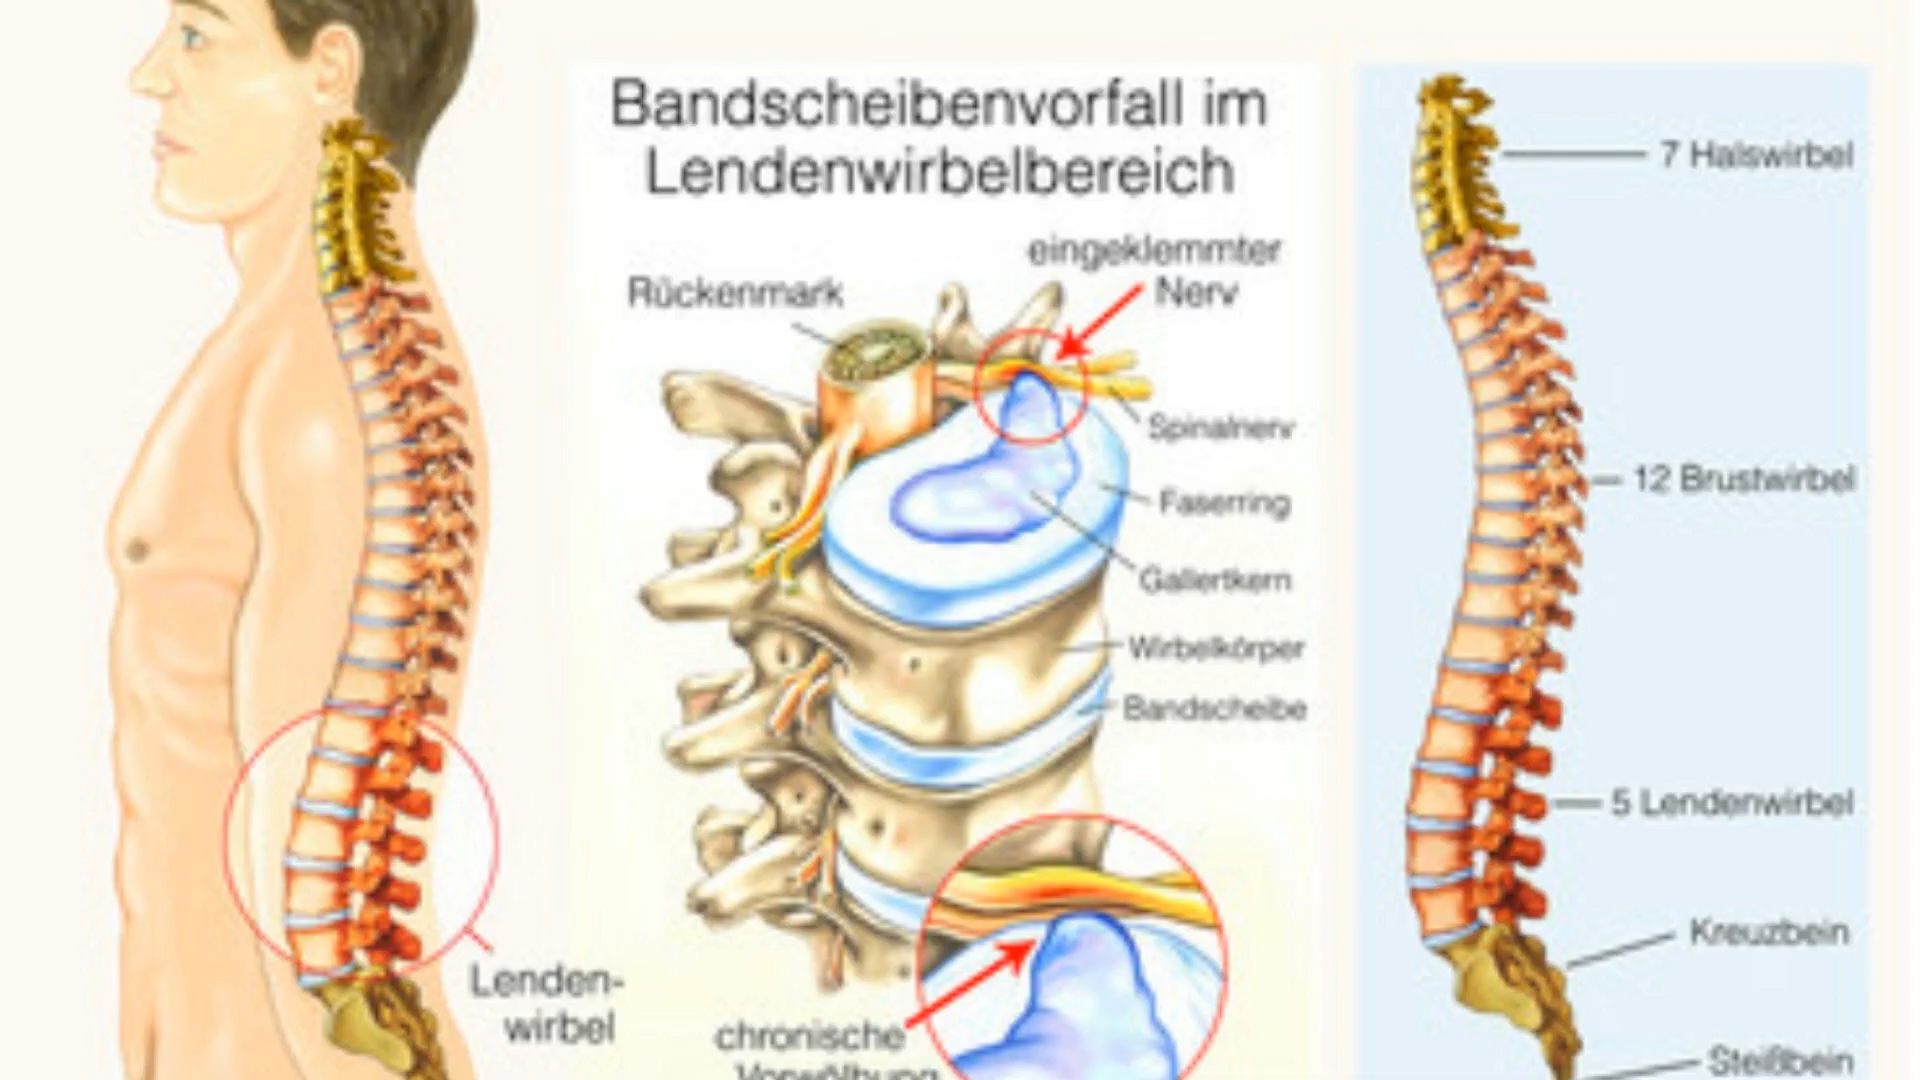 Bandscheibenvorfall im
Lendenwirbelbereich
eingeklemmter
Nerv
Rückenmark
Spinalnerv
Faserring
Gallertkern
Wirbelkörper
Bandscheibe
Lenden-
wirbel
chronische
Vorwölbung
7 Halswirbel
12 Brustwirbel
5 Lendenwirbel
Kreuzbein
Steißbein